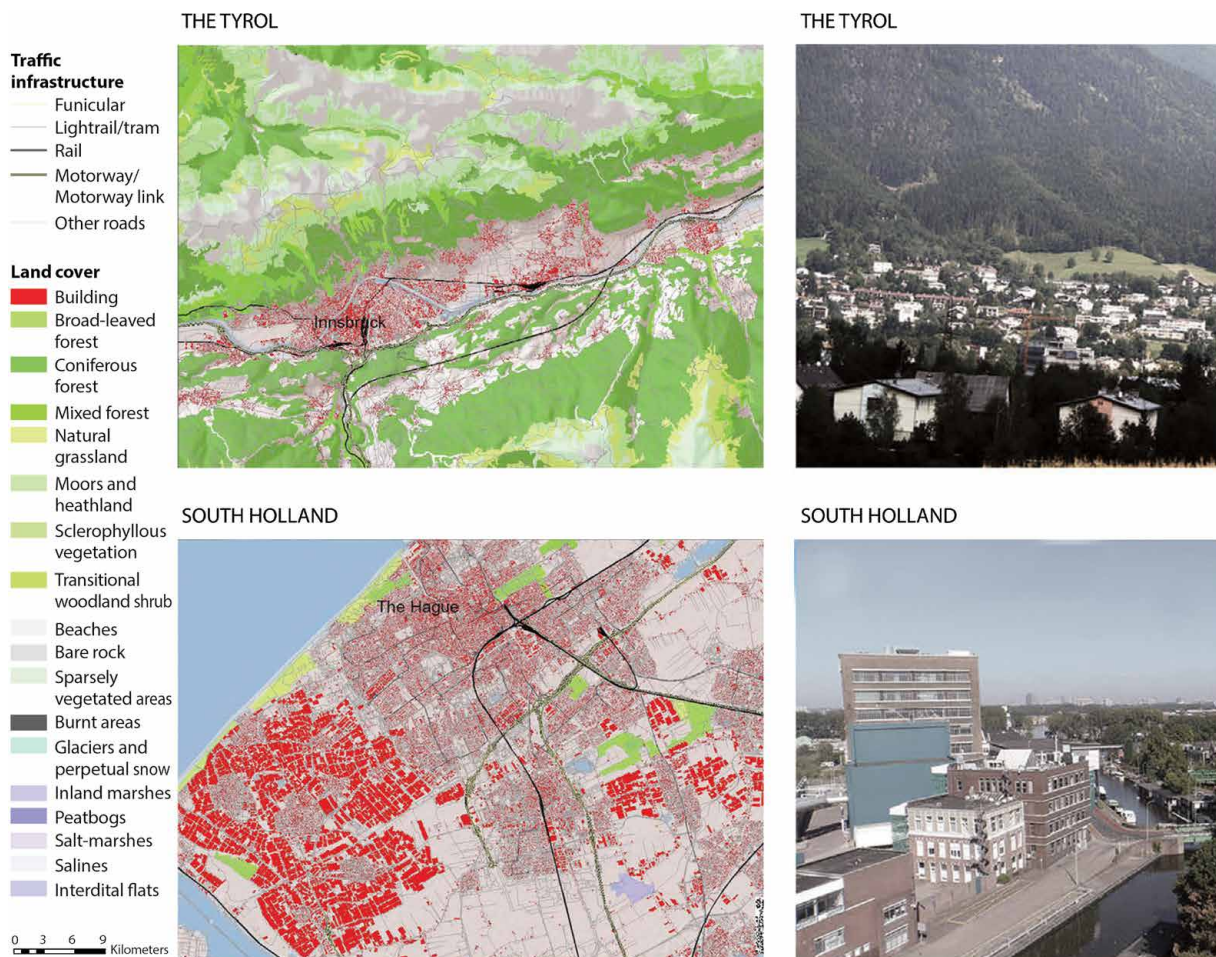 THE TYROL
THE TYROL
Traffic
infrastructure
Funicular
Lightrail/tram
Rail
Motorway/
Motorway link
Other roads
Land cover
Building
Broad-leaved
forest
Coniferous
forest
Mixed forest
Natural
grassland
Moors and
heathland
Sclerophyllous
vegetation
Transitional
woodland shrub
Beaches
Bare rock
Sparsely
vegetated areas
Burnt areas
Glaciers and
perpetual snow
Inland marshes
Peatbogs
Salt-marshes
Salines
Interdital flats
0 3 6 9
Kilometers
Innsbruck
SOUTH HOLLAND
SOUTH HOLLAND
The Hague